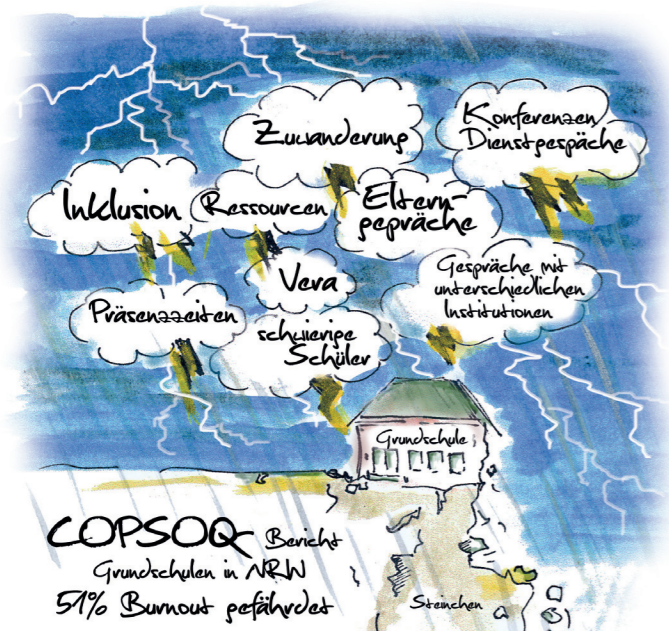 Zuwanderung
Konferenzen
Dienstgespäche
Inklusion
Ressourcen
Eltern-
gepräche
Vera
Gespräche mit
unterschiedlichen
Institutionen
Präsenzzeiten
schwierige
Schüler
Grundschule
COPSOQ Bericht
Grundschulen in NRW
51% Burnout gefährdet
Steinchen